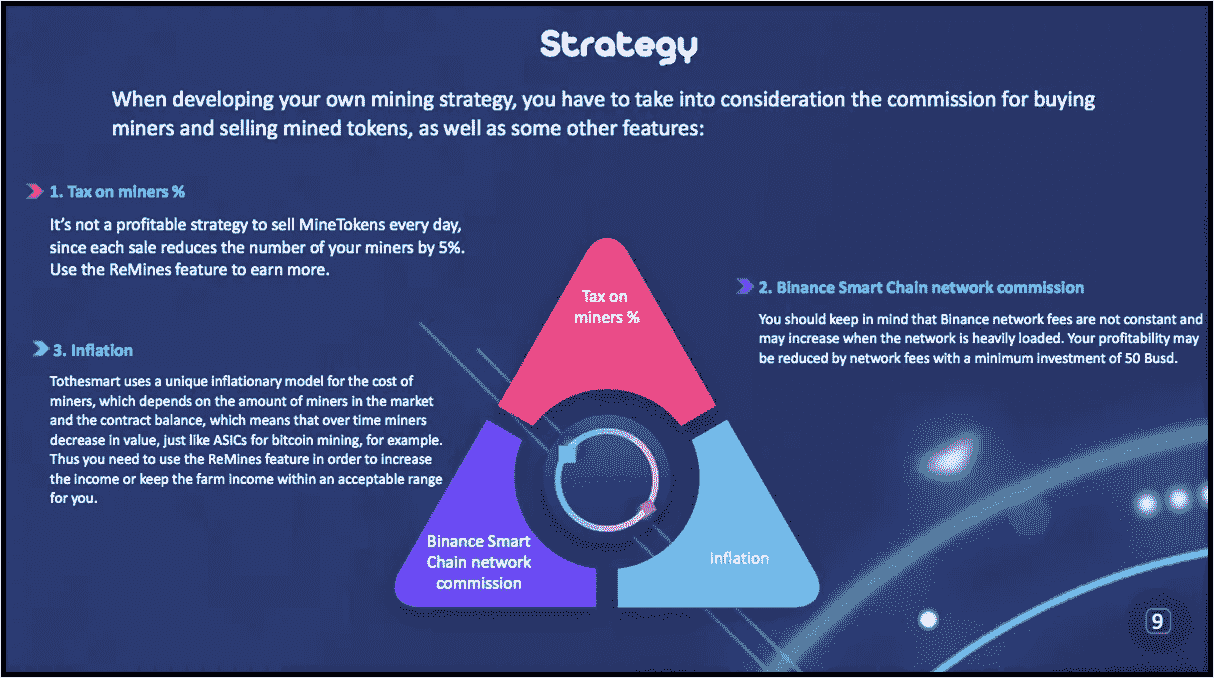 Strategy
When developing your own mining strategy, you have to take into consideration the commission for buying
miners and selling mined tokens, as well as some other features:
1. Tax on miners %
It's not a profitable strategy to sell MineTokens every day,
since each sale reduces the number of your miners by 5%.
Use the ReMines feature to earn more.
2. Binance Smart Chain network commission
You should keep in mind that Binance network fees are not constant and
may increase when the network is heavily loaded. Your profitability may
be reduced by network fees with a minimum investment of 50 Busd.
3. Inflation
Tothesmart uses a unique inflationary model for the cost of
miners, which depends on the amount of miners in the market
and the contract balance, which means that over time miners
decrease in value, just like ASICs for bitcoin mining, for example.
Thus you need to use the ReMines feature in order to increase
the income or keep the farm income within an acceptable range
for you.
Tax on
miners %
Binance Smart
Chain network
commission
Inflation
9